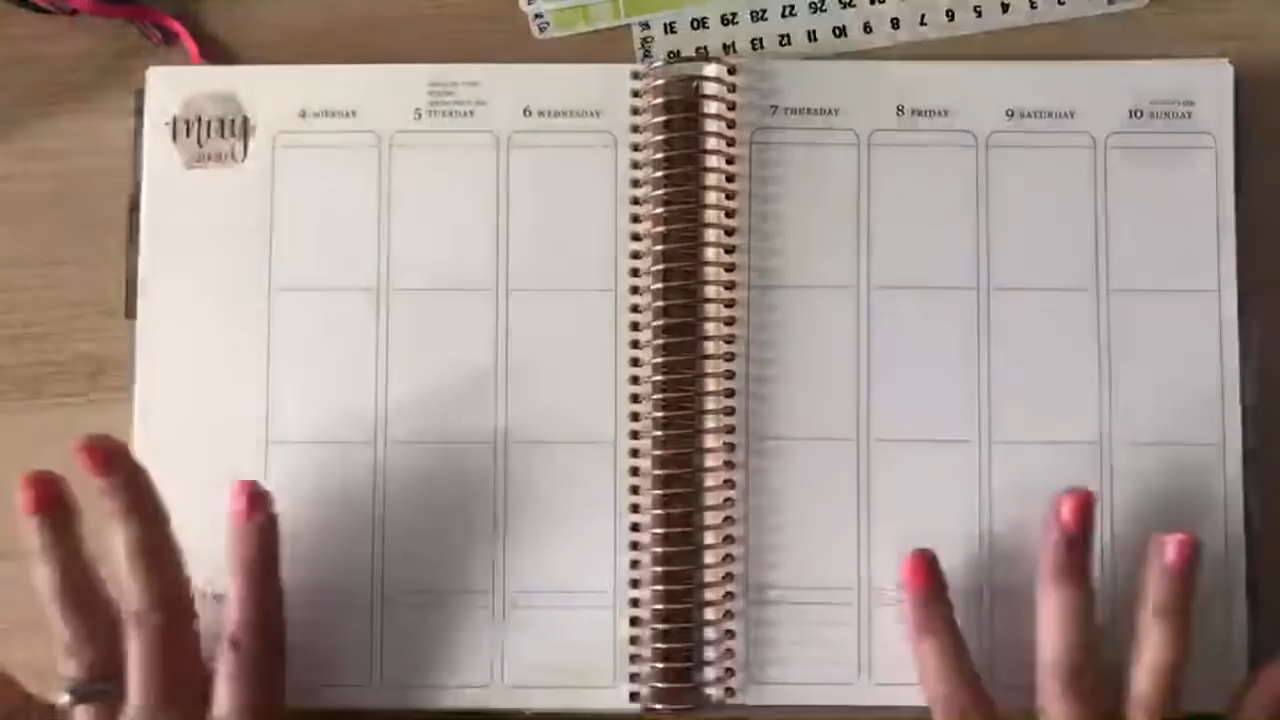 31 30 29 28 27 26 25
14 13 12 11 10 9 8 7 6 5 4 3
may
4 MONDAY
5 TUESDAY
6 WEDNESDAY
7 THURSDAY
8 FRIDAY
9 SATURDAY
10 SUNDAY